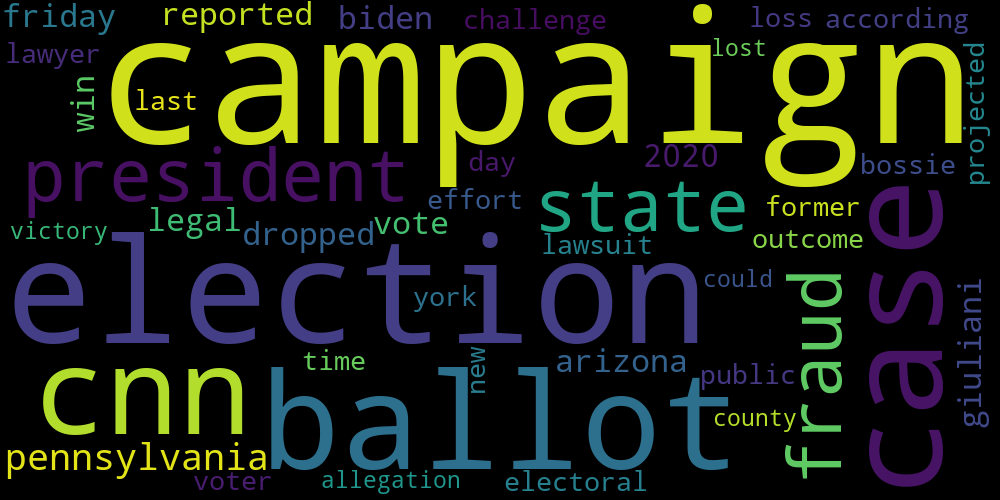 friday
reported
biden
challenge
loss
according
lawyer
campaign
lost
win
last
projected
president
day
2020
bossie
effort
state
former
case
victory
legal
dropped
vote
lawsuit
outcome
election
york
could
fraud
giuliani
cnn
time
new
arizona
public
ballot
county
pennsylvania
voter
allegation
electoral